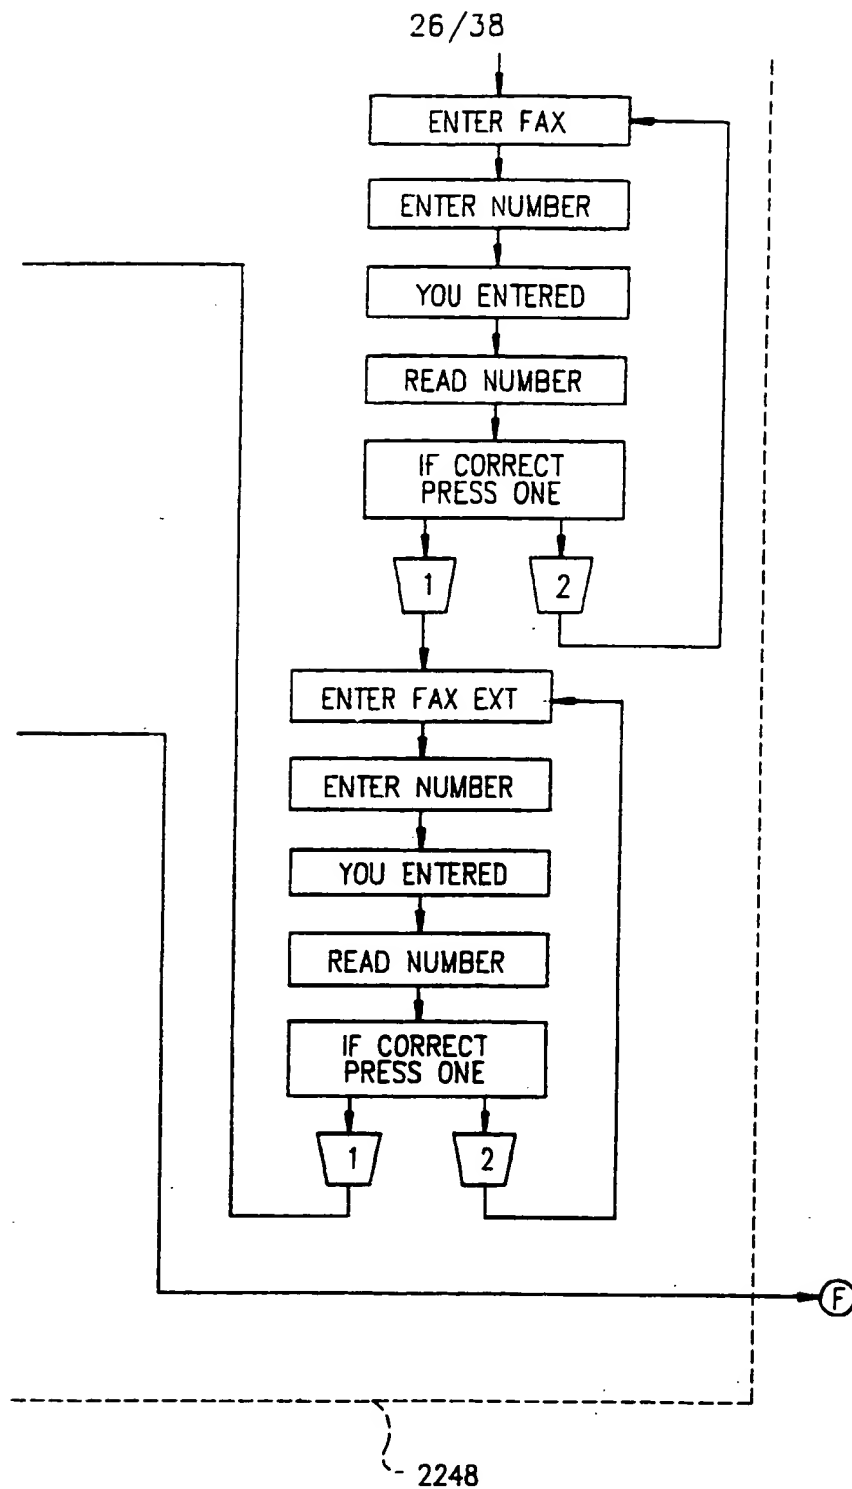 26/38
ENTER FAX
ENTER NUMBER
YOU ENTERED
READ NUMBER
IF CORRECT
PRESS ONE
1 2
ENTER FAX EXT
ENTER NUMBER
YOU ENTERED
READ NUMBER
IF CORRECT
PRESS ONE
1 2
F
2248